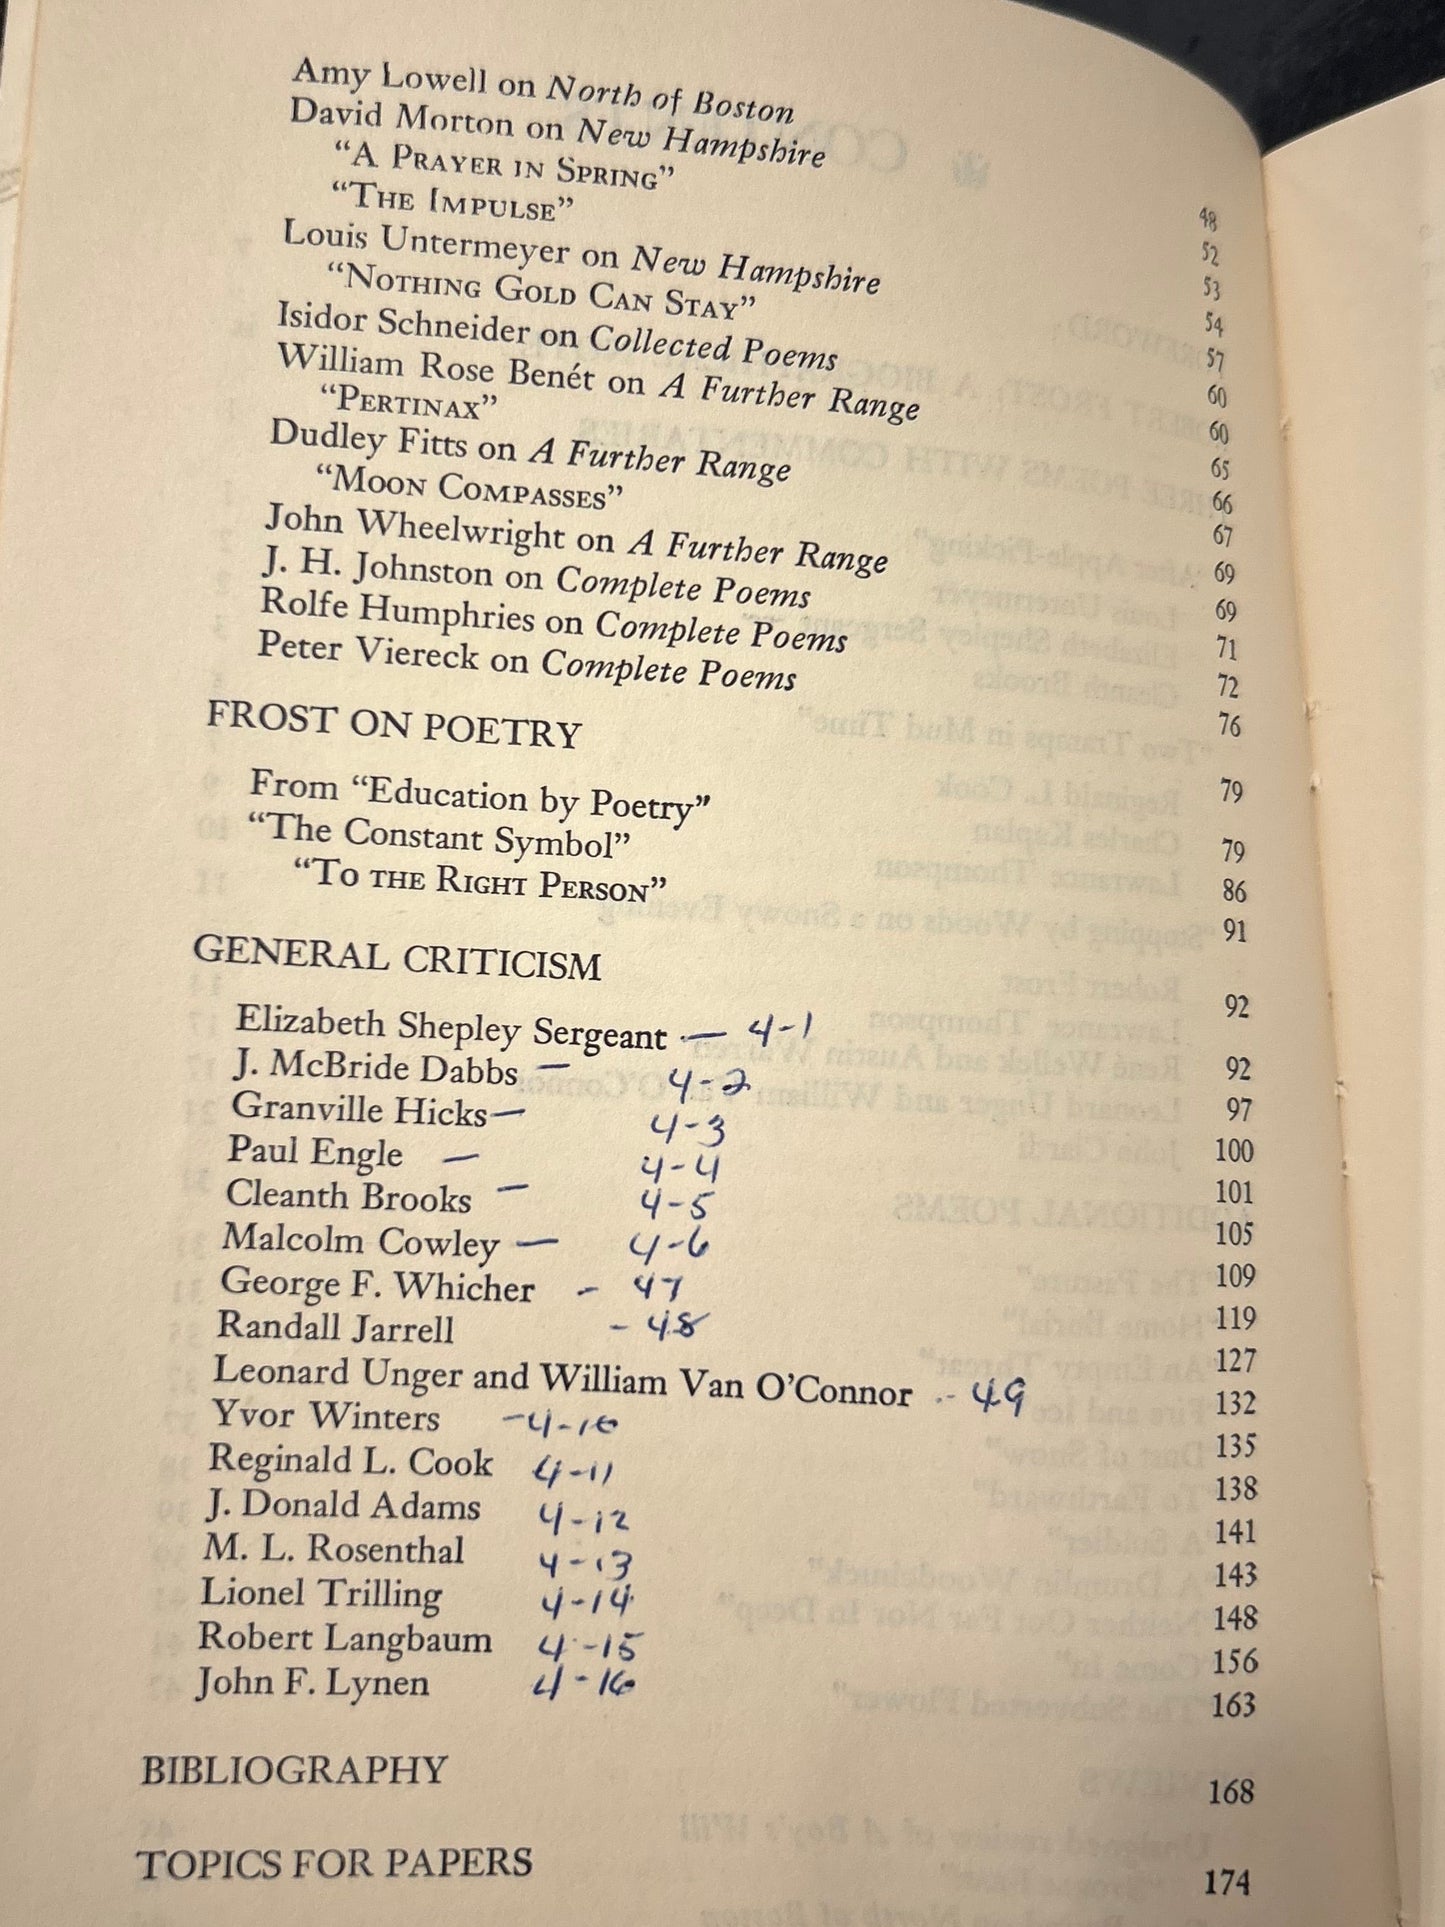 Amy Lowell on North of Boston 48
David Morton on New Hampshire 52
“A PRAYER IN SPRING” 53
“THE IMPULSE” 54
Louis Untermeyer on New Hampshire 57
“NOTHING GOLD CAN STAY” 60
Isidor Schneider on Collected Poems 60
William Rose Benét on A Further Range 65
“PERTINAX” 66
Dudley Fitts on A Further Range 67
“MOON COMPASSES” 69
John Wheelwright on A Further Range 69
J. H. Johnston on Complete Poems 71
Rolfe Humphries on Complete Poems 72
Peter Viereck on Complete Poems 76
FROST ON POETRY 79
From “Education by Poetry” 79
“The Constant Symbol” 86
“TO THE RIGHT PERSON” 91
GENERAL CRITICISM 92
Elizabeth Shepley Sergeant — 4-1 92
J. McBride Dabbs — 4-2 97
Granville Hicks — 4-3 100
Paul Engle — 4-4 101
Cleanth Brooks — 4-5 105
Malcolm Cowley — 4-6 109
George F. Whicher - 47 119
Randall Jarrell - 48 127
Leonard Unger and William Van O’Connor - 49 132
Yvor Winters - 4-10 135
Reginald L. Cook 4-11 138
J. Donald Adams 4-12 141
M. L. Rosenthal 4-13 143
Lionel Trilling 4-14 148
Robert Langbaum 4-15 156
John F. Lynen 4-16 163
BIBLIOGRAPHY 168
TOPICS FOR PAPERS 174